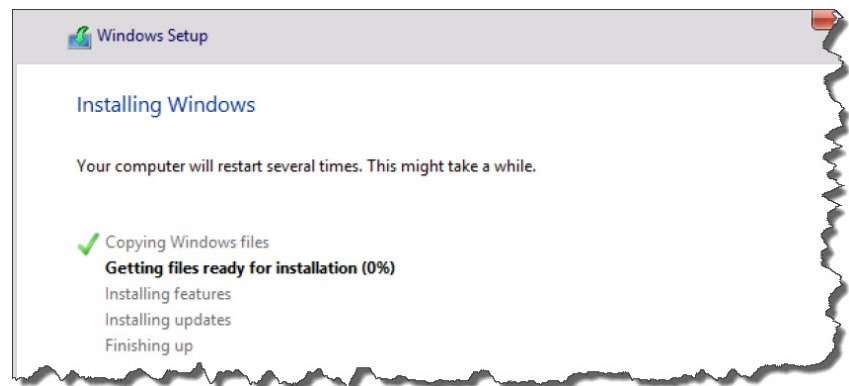 Windows Setup
Installing Windows
Your computer will restart several times. This might take a while.
Copying Windows files
Getting files ready for installation (0%)
Installing features
Installing updates
Finishing up